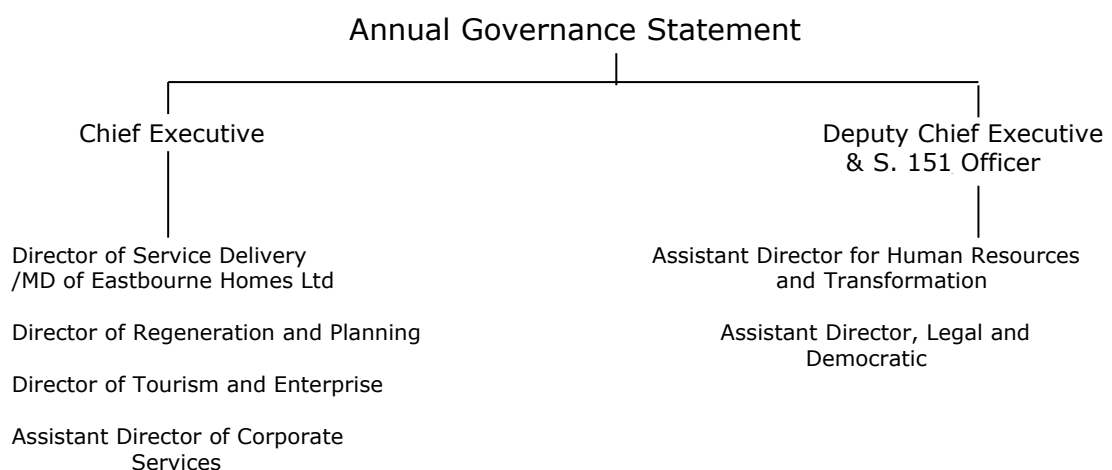 Annual Governance Statement
Chief Executive
Deputy Chief Executive
& S. 151 Officer
Director of Service Delivery
/MD of Eastbourne Homes Ltd
Director of Regeneration and Planning
Director of Tourism and Enterprise
Assistant Director of Corporate
Services
Assistant Director for Human Resources
and Transformation
Assistant Director, Legal and
Democratic